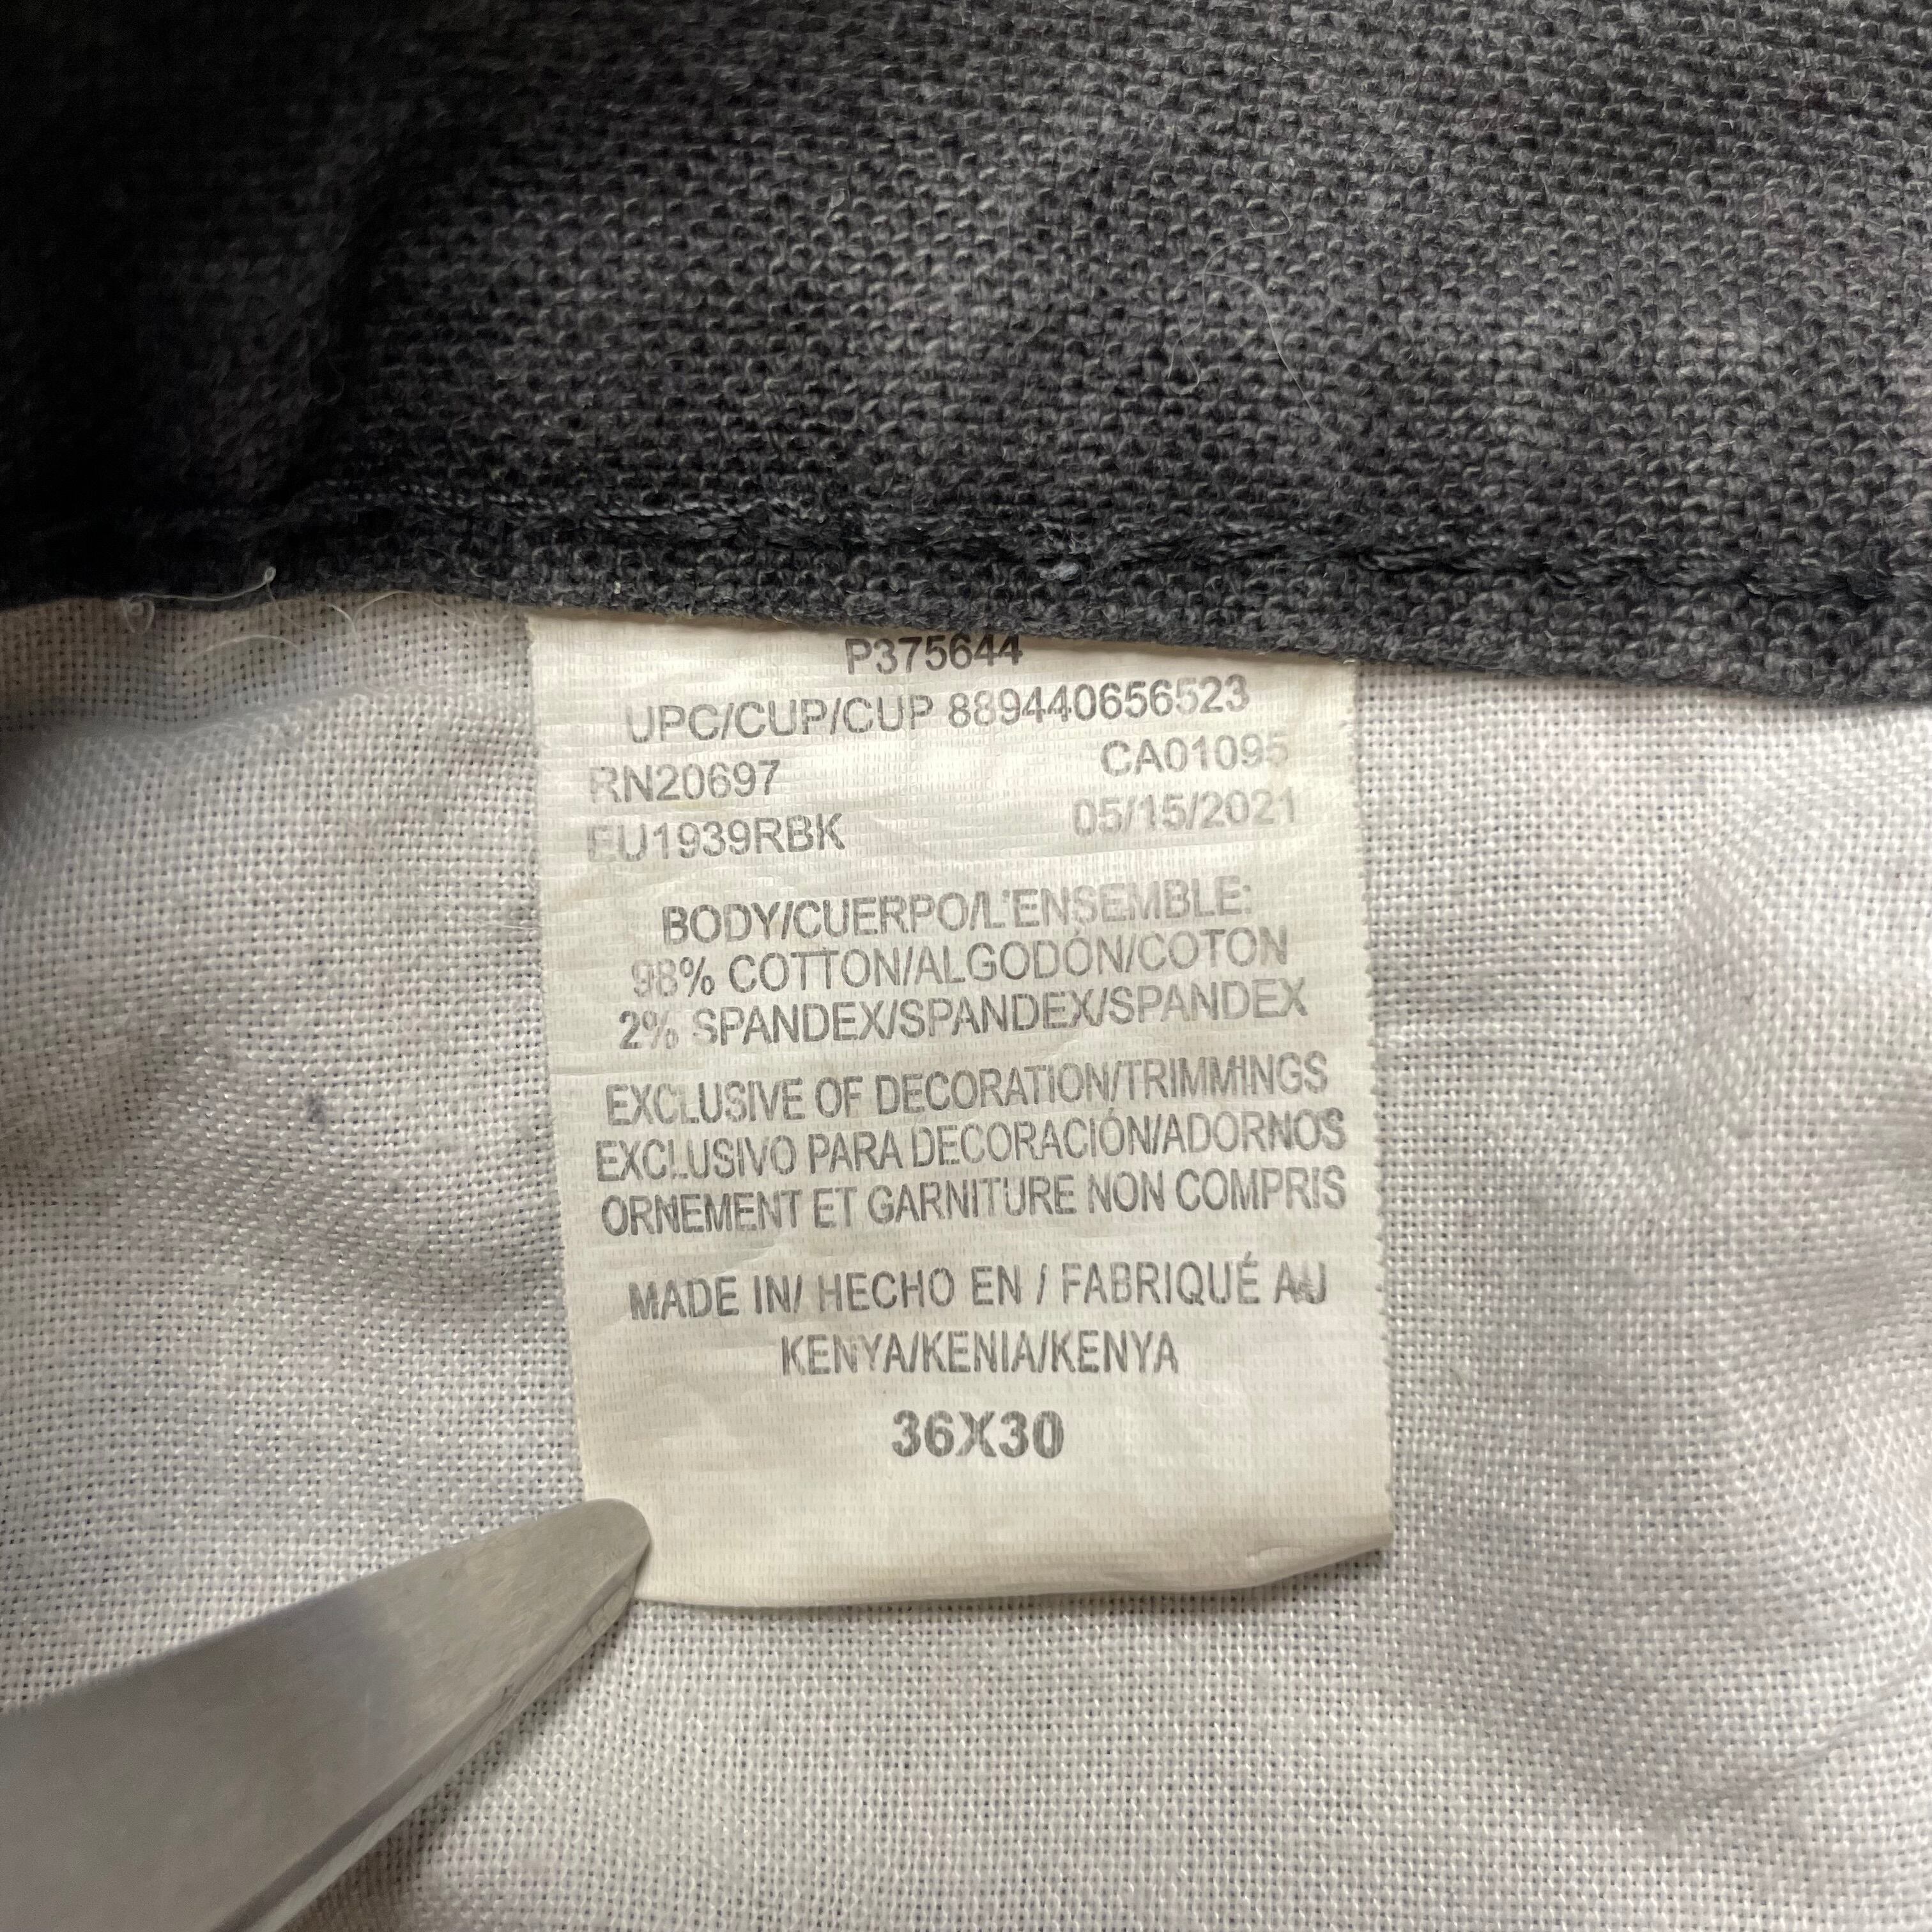 P375644
UPC/CUP/CUP 889440656523
RN20697 CA01095
EU1939RBK 05/15/2021
BODY/CUERPO/L'ENSEMBLE:
98% COTTON/ALGODÓN/COTON
2% SPANDEX/SPANDEX/SPANDEX
EXCLUSIVE OF DECORATION/TRIMMINGS
EXCLUSIVO PARA DECORACIÓN/ADORNOS
ORNEMENT ET GARNITURE NON COMPRIS
MADE IN/ HECHO EN / FABRIQUÉ AU
KENYA/KENIA/KENYA
36X30